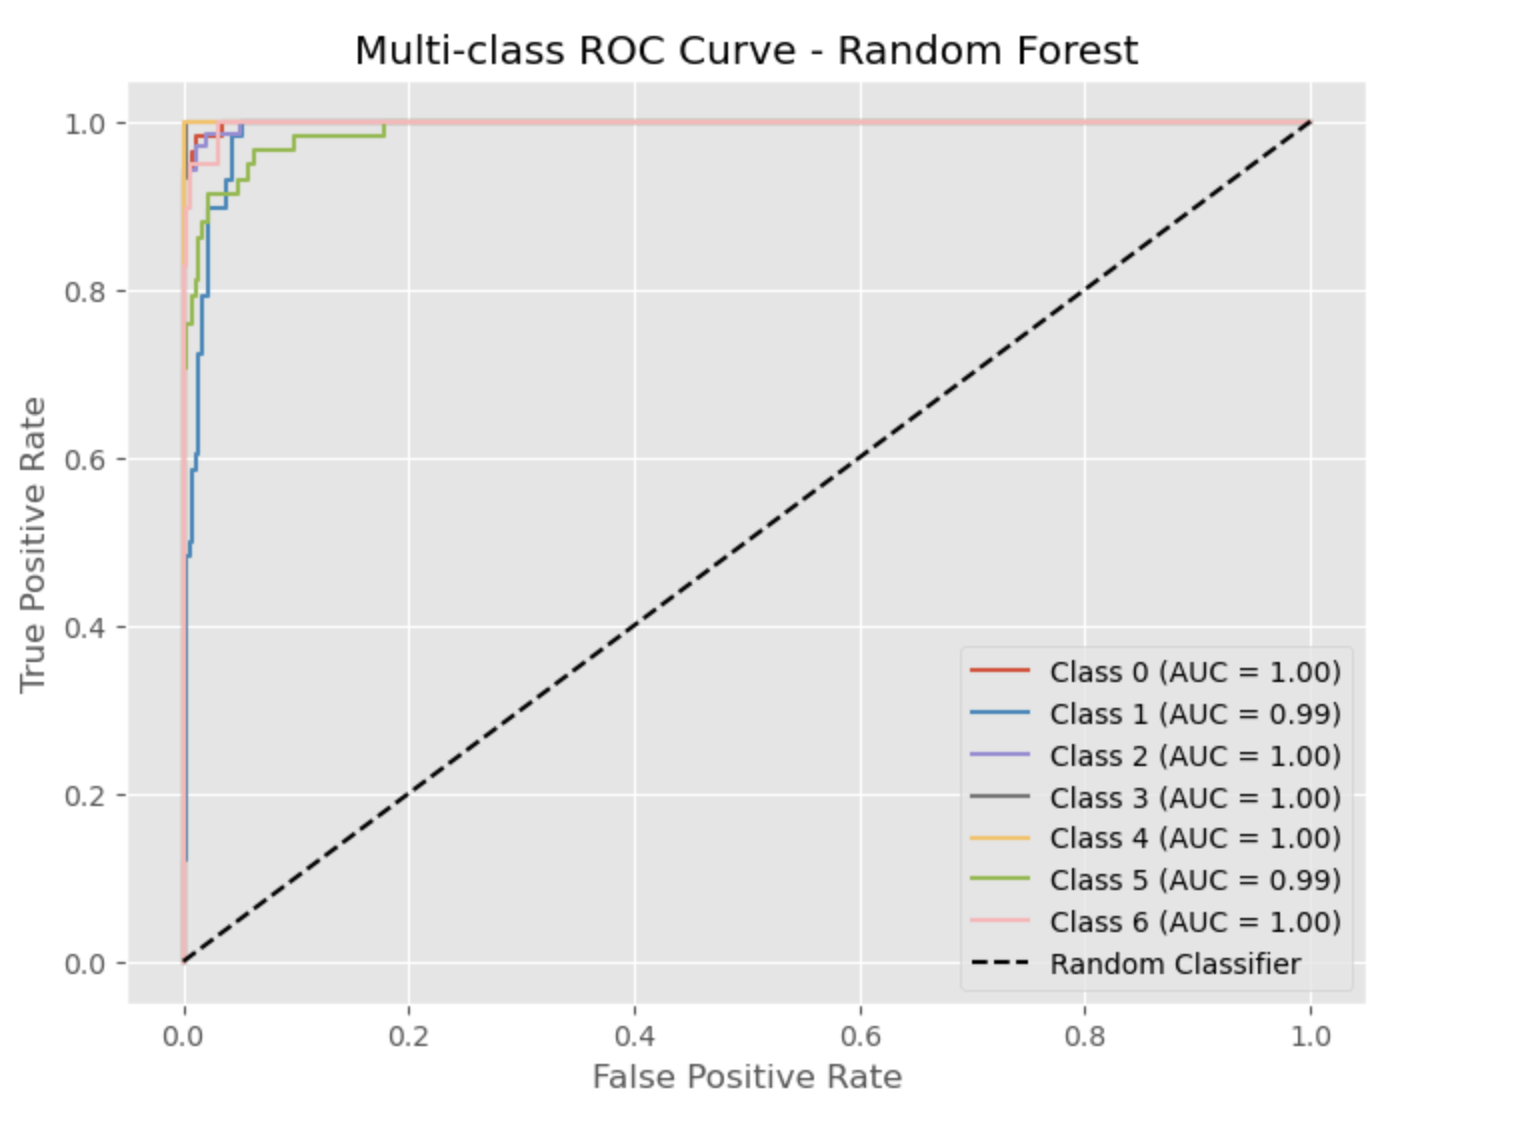 Multi-class ROC Curve - Random Forest
True Positive Rate
1.0
0.8
0.6
0.4
0.2
0.0
Class 0 (AUC = 1.00)
Class 1 (AUC = 0.99)
Class 2 (AUC = 1.00)
Class 3 (AUC = 1.00)
Class 4 (AUC = 1.00)
Class 5 (AUC = 0.99)
Class 6 (AUC = 1.00)
Random Classifier
0.0 0.2 0.4 0.6 0.8 1.0
False Positive Rate